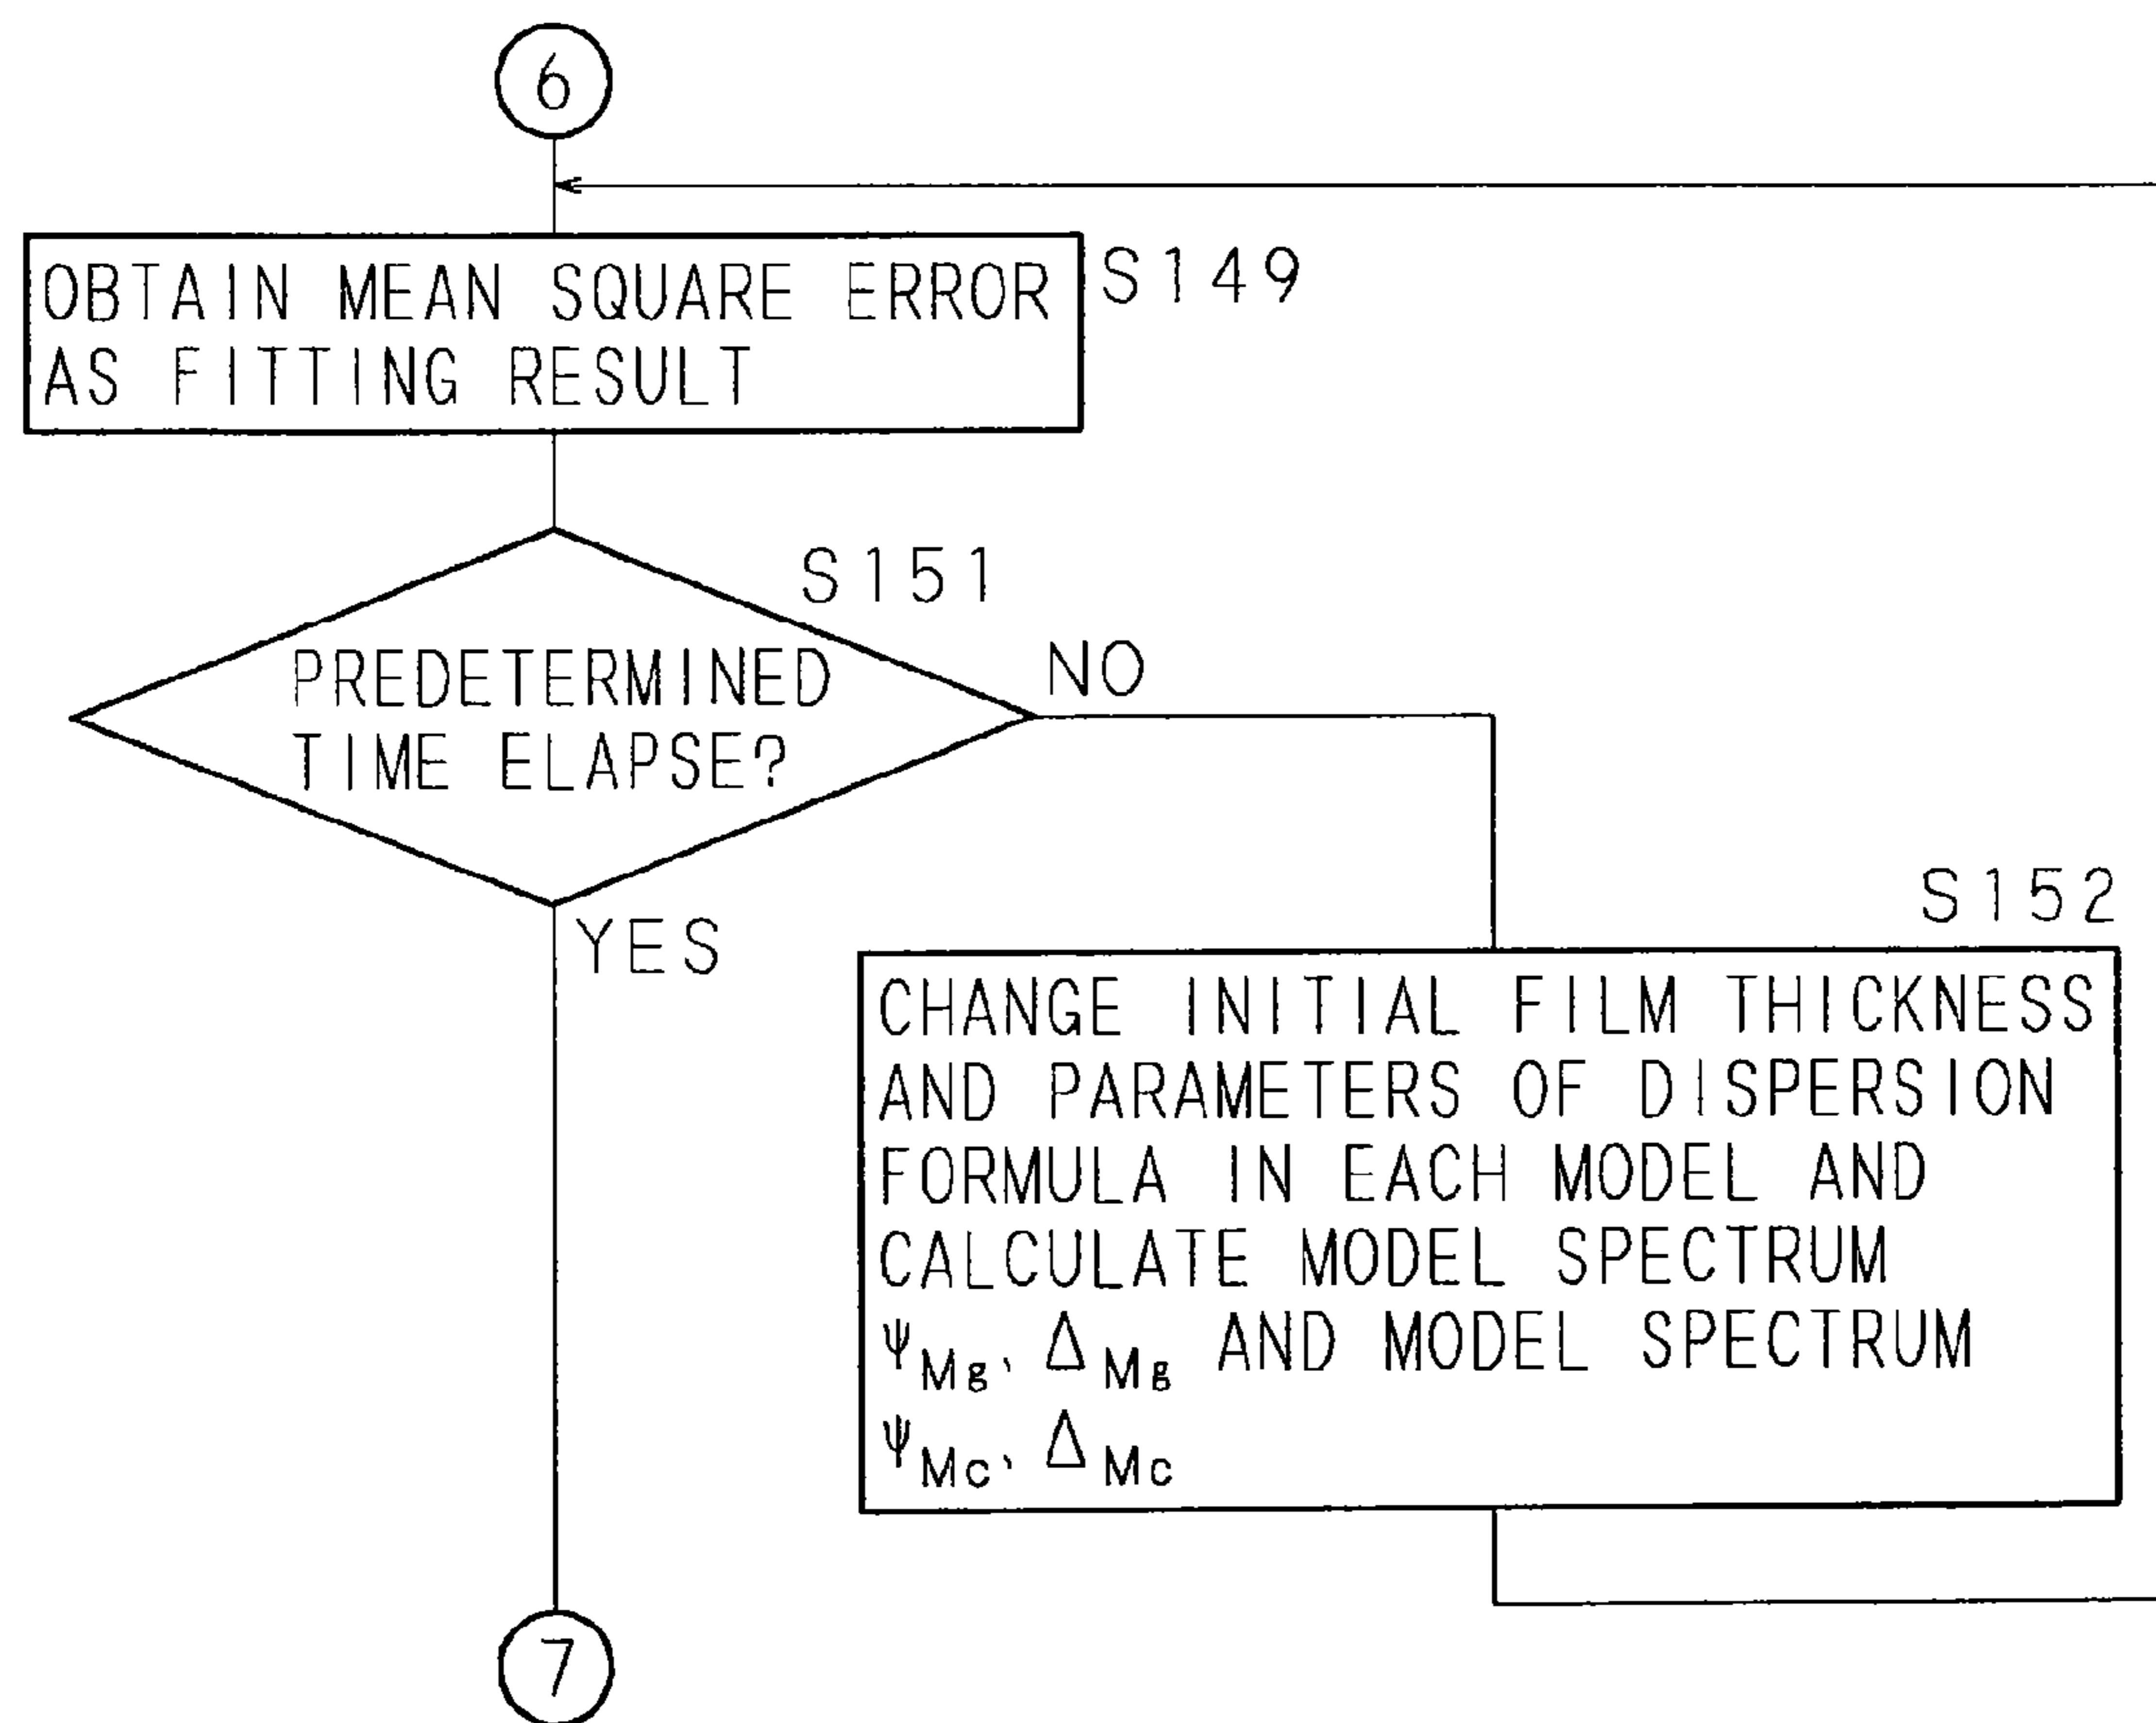 6
OBTAIN MEAN SQUARE ERROR
AS FITTING RESULT
S149
S151
PREDETERMINED
TIME ELAPSE?
NO
YES
S152
CHANGE INITIAL FILM THICKNESS
AND PARAMETERS OF DISPERSION
FORMULA IN EACH MODEL AND
CALCULATE MODEL SPECTRUM
ψMg, ΔMg AND MODEL SPECTRUM
ψMc, ΔMc
7